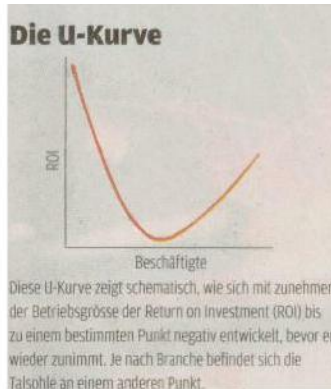 Die U-Kurve
ROI
Beschäftigte
Diese U-Kurve zeigt schematisch, wie sich mit zunehmen
der Betriebsgrösse der Return on Investment (ROI) bis
zu einem bestimmten Punkt negativ entwickelt, bevor er
wieder zunimmt. Je nach Branche befindet sich die
Talsohle an einem anderen Punkt.